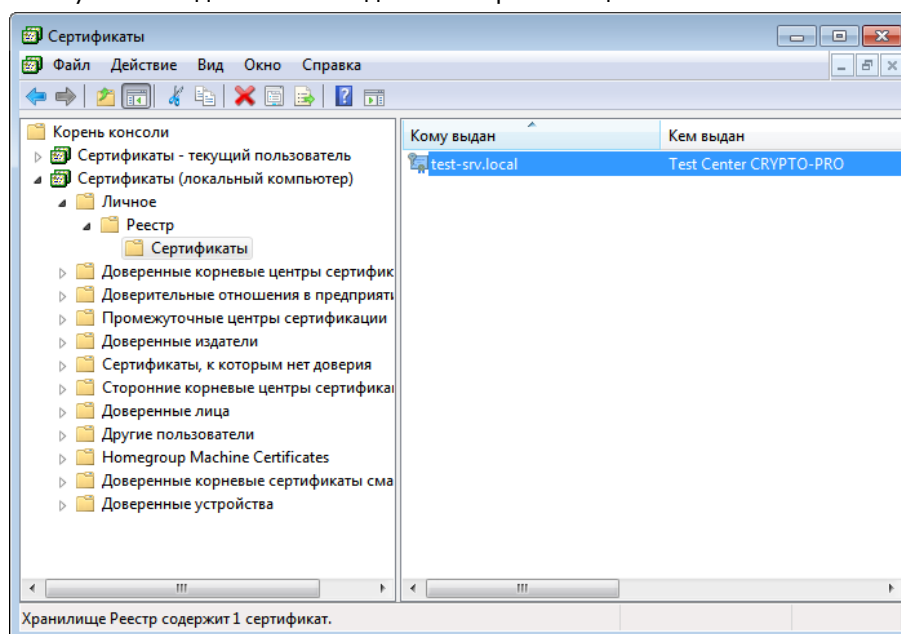 Сертификаты
Файл Действие Вид Окно Справка
Корень консоли
Сертификаты - текущий пользователь
Сертификаты (локальный компьютер)
Личное
Реестр
Сертификаты
Доверенные корневые центры сертифик
Доверительные отношения в предприяти
Промежуточные центры сертификации
Доверенные издатели
Сертификаты, к которым нет доверия
Сторонние корневые центры сертификац
Доверенные лица
Другие пользователи
Homegroup Machine Certificates
Доверенные корневые сертификаты сма
Доверенные устройства
Кому выдан Кем выдан
test-srv.local Test Center CRYPTO-PRO
Хранилище Реестр содержит 1 сертификат.